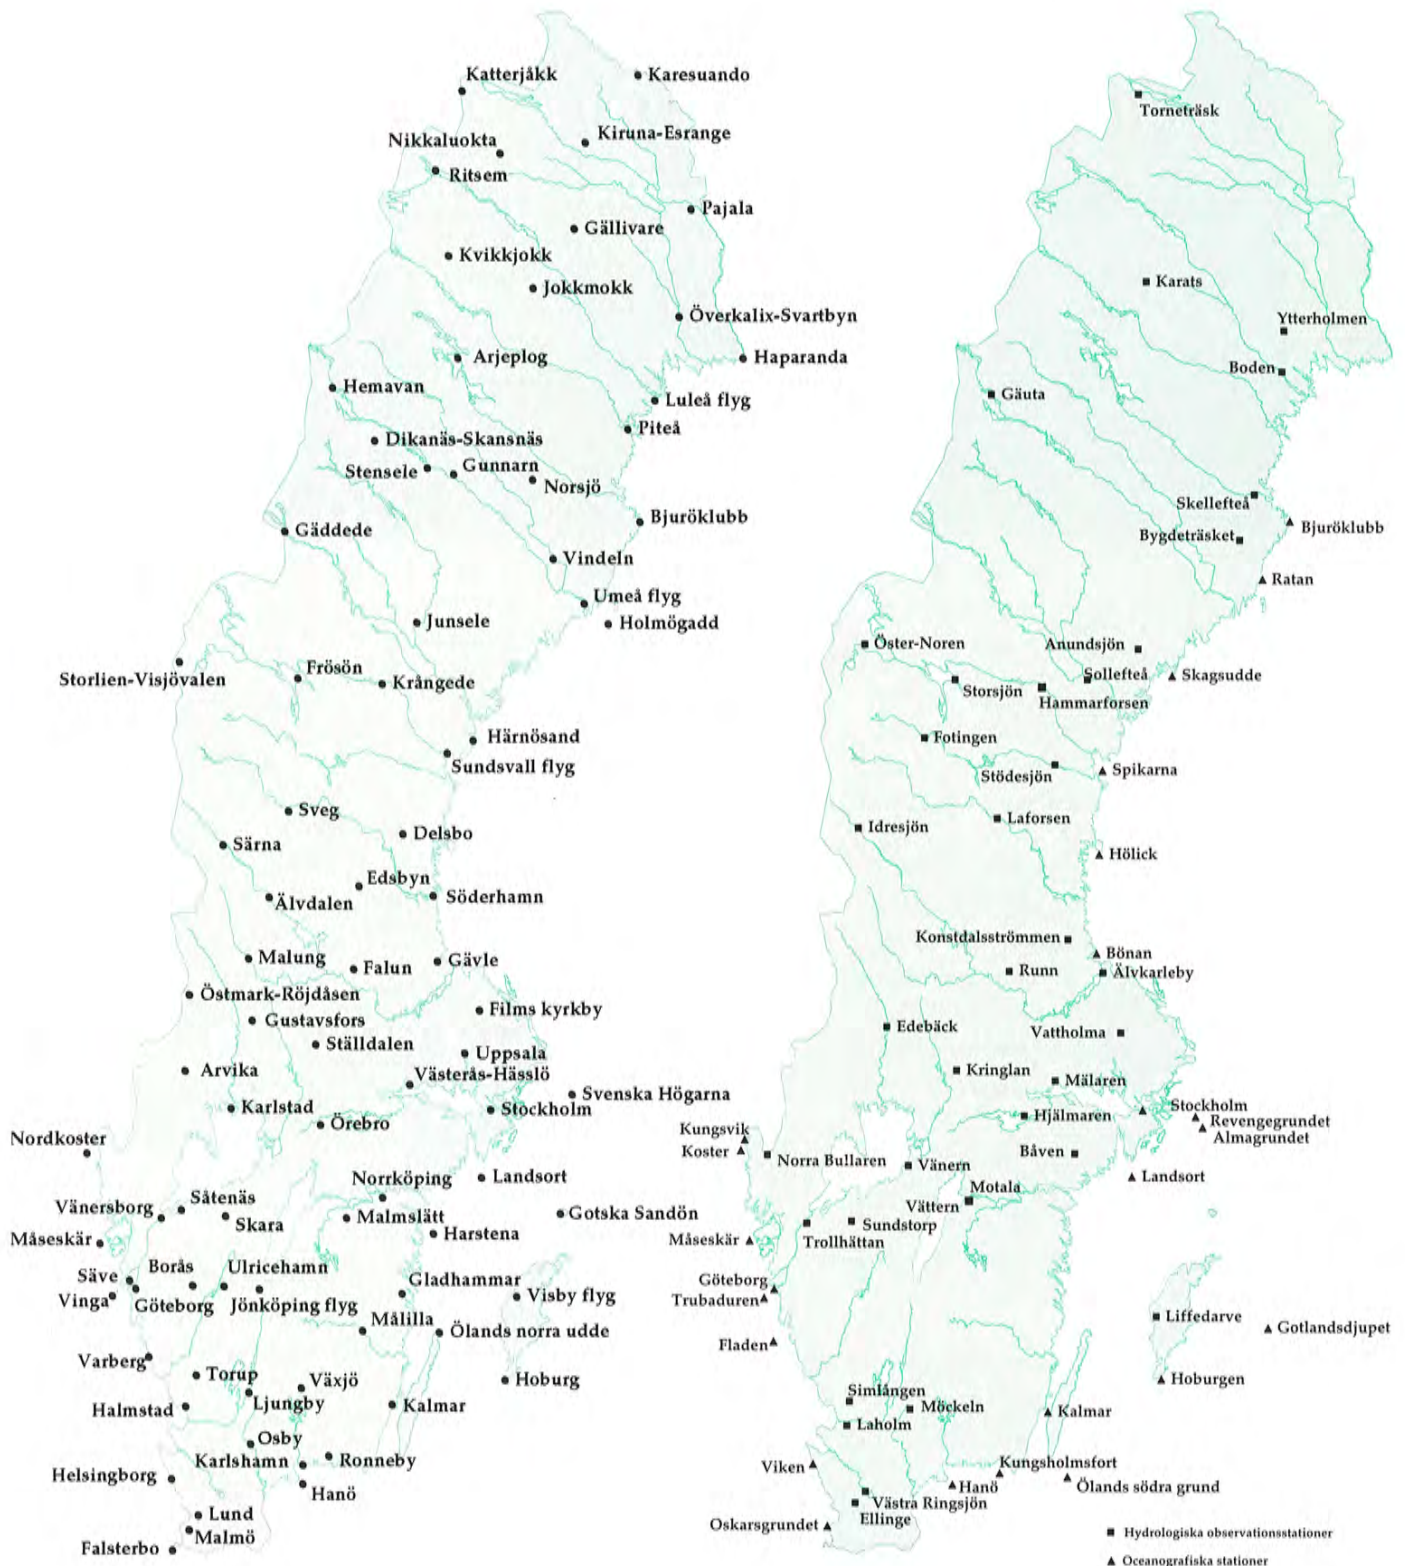 Katterjåkk
Karesuando
Kiruna-Esrange
Nikkaluokta
Ritsem
Pajala
Gällivare
Kvikkjokk
Jokkmokk
Överkalix-Svartbyn
Arjeplog
Haparanda
Hemavan
Luleå flyg
Piteå
Dikanäs-Skansnäs
Gunnarn
Stensele
Norsjö
Bjuröklubb
Gäddede
Vindeln
Umeå flyg
Junsele
Holmögadd
Frösön
Storlien-Visjövalen
Krångede
Härnösand
Sundsvall flyg
Sveg
Delsbo
Särna
Edsbyn
Söderhamn
Älvdalen
Malung
Falun
Gävle
Östmark-Röjdåsen
Films kyrkby
Gustavsfors
Ställdalen
Uppsala
Arvika
Västerås-Hässlö
Svenska Högarna
Karlstad
Stockholm
Örebro
Nordkoster
Norrköping
Landsort
Såtenäs
Vänersborg
Skara
Malmslätt
Gotska Sandön
Måseskär
Harstena
Borås
Ulricehamn
Säve
Gladhammar
Vinga
Göteborg
Jönköping flyg
Visby flyg
Målilla
Ölands norra udde
Varberg
Torup
Växjö
Hoburg
Halmstad
Ljungby
Kalmar
Osby
Karlshamn
Ronneby
Helsingborg
Hanö
Lund
Malmö
Falsterbo
Torneträsk
Karats
Ytterholmen
Boden
Gäuta
Skellefteå
Bjuröklubb
Bygdeträsket
Ratan
Öster-Noren
Anundsjön
Sollefteå
Skagsudde
Storsjön
Hammarforsen
Fotingen
Stödesjön
Spikarna
Laforsen
Idresjön
Hölick
Konstdalsströmmen
Bönan
Runn
Älvkarleby
Edebäck
Vattholma
Kringlan
Mälaren
Stockholm
Hjälmaren
Revengegrundet
Kungsvik
Almagrundet
Koster
Norra Bullaren
Vänern
Båven
Landsort
Motala
Vättern
Sundstorp
Måseskär
Trollhättan
Göteborg
Trubaduren
Liffedarve
Gotlandsdjupet
Fladen
Hoburgen
Simlången
Möckeln
Kalmar
Laholm
Viken
Kungsholmsfort
Hanö
Ölands södra grund
Västra Ringsjön
Ellinge
Oskarsgrundet
Hydrologiska observationsstationer
Oceanografiska stationer